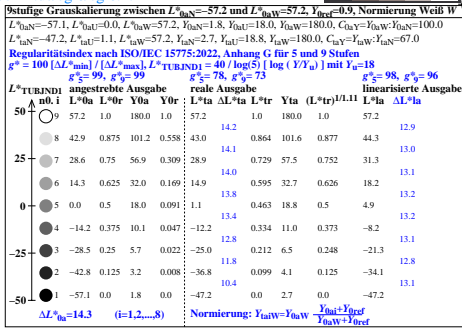 9stufige Grauskalierung zwischen L*0aN=−57.2 und L*0aW=57.2, Y0ref=0.9, Normierung Weiß W
L*0aN=−57.1, L*0aU=0.0, L*0aW=57.2, Y0N=1.8, Y0aU=18.0, Y0aW=180.0, C0aY=Y0aW:Y0aN=100.0
L*taN=−47.2, L*taU=1.1, L*taW=57.2, YtaN=2.7, YtaU=18.8, YtaW=180.0, CtaY=YtaW:YtaN=67.0
Regularitätsindex nach ISO/IEC 15775:2022, Anhang G für 5 und 9 Stufen
g* = 100 [ΔL*min] / [ΔL*max], L*TUBJND1 = 40 / log(5) [ log ( Y/Yu ) ] mit Yu=18
g*5= 99, g*9= 99 g*5= 78, g*9= 73 g*5= 98, g*9= 96
L*TUBJND1 angestrebte Ausgabe reale Ausgabe linearisierte Ausgabe
n0. i L*0a L*0r Y0a Y0r L*ta ΔL*ta L*tr Yta (L*tr)1/1.11 L*la ΔL*la
50 9 57.2 1.0 180.0 1.0 57.2 1.0 180.0 1.0 57.2
14.2 12.9
8 42.9 0.875 101.2 0.558 43.0 0.864 101.6 0.877 44.3
14.1 13.0
25 7 28.6 0.75 56.9 0.309 28.9 0.729 57.5 0.752 31.3
14.0 13.1
6 14.3 0.625 32.0 0.169 14.9 0.595 32.7 0.626 18.2
13.8 13.2
0 5 0.0 0.5 18.0 0.091 1.1 0.463 18.8 0.5 4.9
13.4 13.2
4 −14.2 0.375 10.1 0.047 −12.2 0.334 11.0 0.373 −8.2
12.8 13.1
−25 3 −28.5 0.25 5.7 0.022 −25.0 0.212 6.5 0.248 −21.3
11.8 12.8
2 −42.8 0.125 3.2 0.008 −36.8 0.099 4.1 0.125 −34.1
10.4 13.1
−50 1 −57.1 0.0 1.8 0.0 −47.2 0.0 2.7 0.0 −47.2
ΔL*0a=14.3 (i=1,2,...,8) Normierung: YtaiW=Y0aW (Y0ai+Y0ref)/(Y0aW+Y0ref)